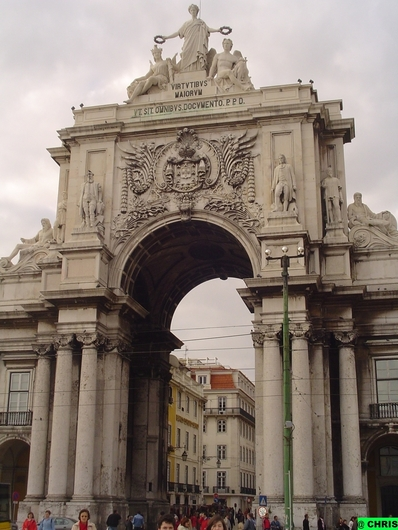 VIRTVTIBVS
MAIORVM
VT SIT OMNIBVS DOCVMENTO. P. P. D.
@ CHRIS